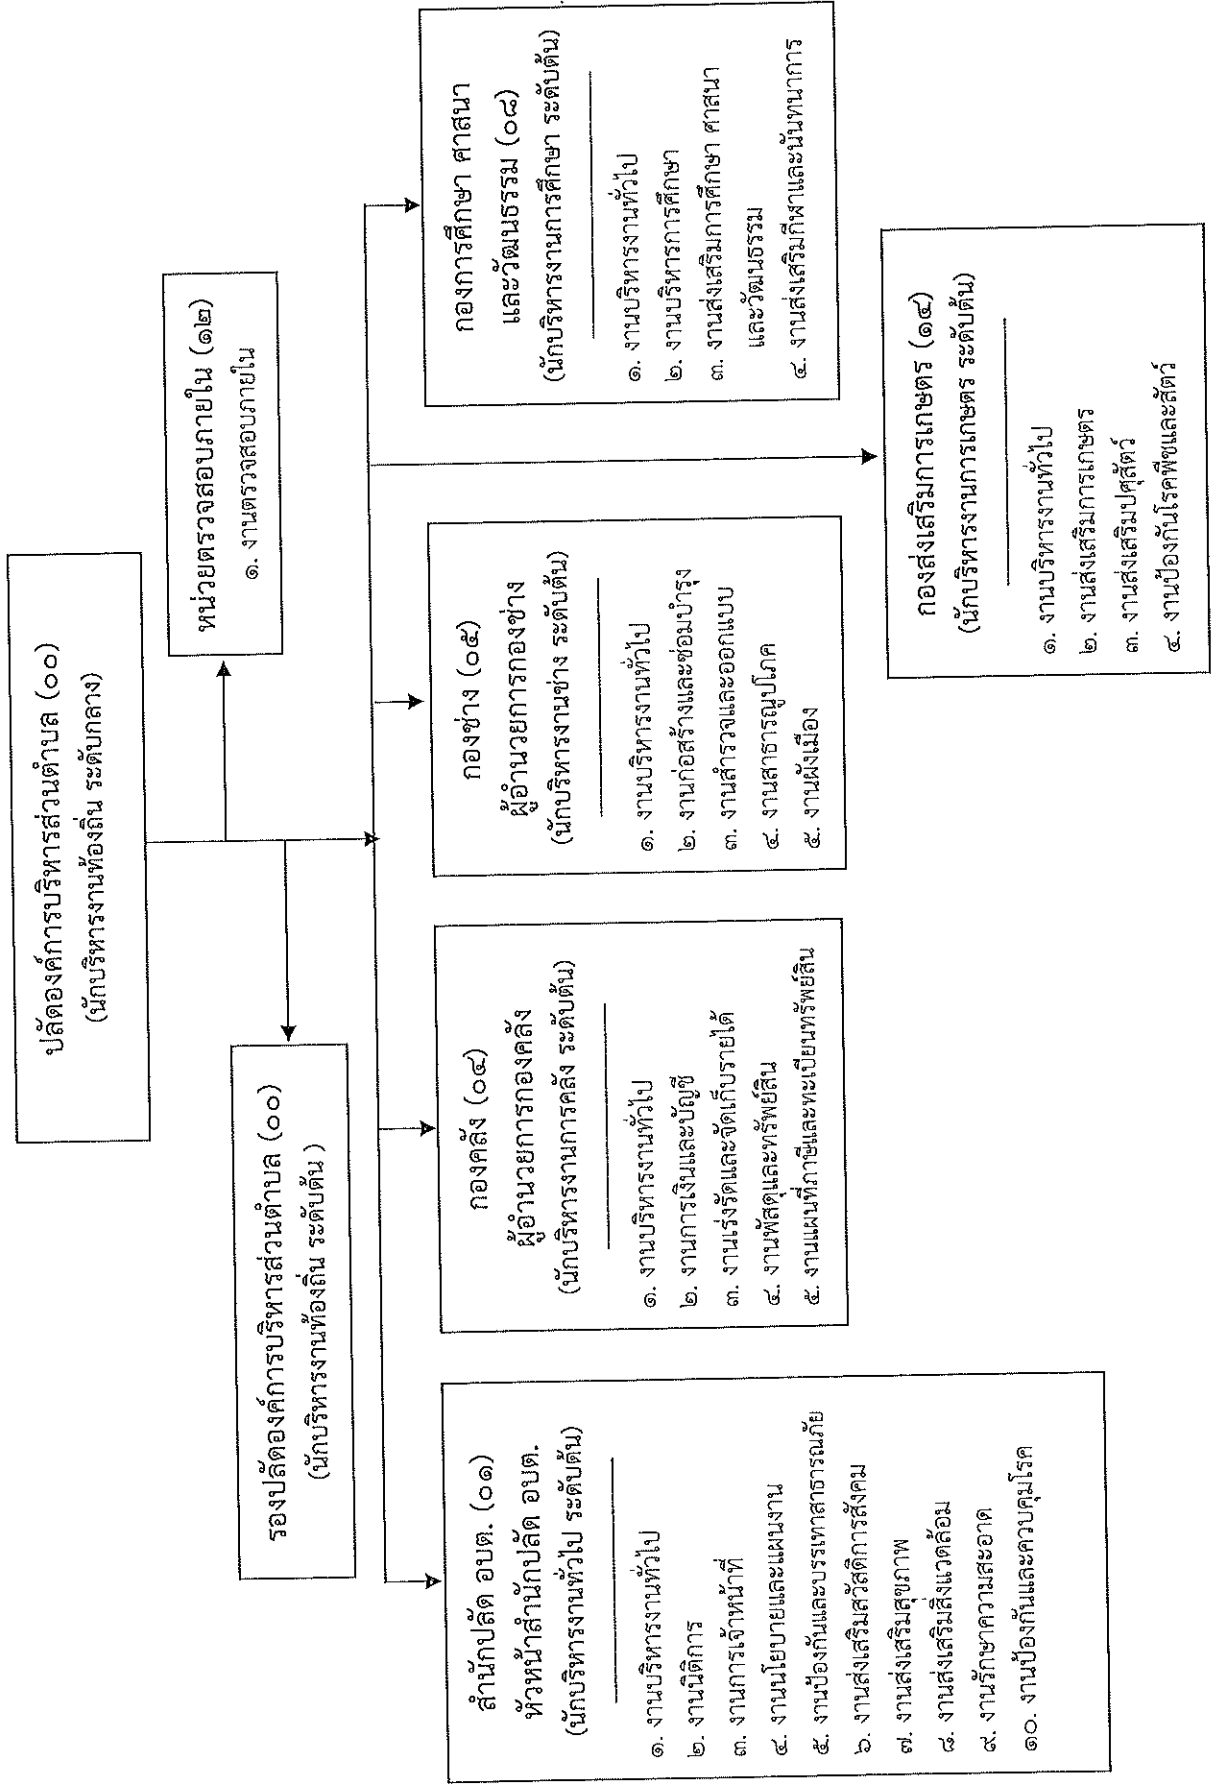 ปลัดองค์การบริหารส่วนตำบล (๐๐)
(นักบริหารงานท้องถิ่น ระดับกลาง)
หน่วยตรวจสอบภายใน (๑๒)
๑. งานตรวจสอบภายใน
รองปลัดองค์การบริหารส่วนตำบล (๐๐)
(นักบริหารงานท้องถิ่น ระดับต้น )
สำนักปลัด อบต. (๐๑)
หัวหน้าสำนักปลัด อบต.
(นักบริหารงานทั่วไป ระดับต้น)
๑. งานบริหารงานทั่วไป
๒. งานนิติการ
๓. งานการเจ้าหน้าที่
๔. งานนโยบายและแผนงาน
๕. งานป้องกันและบรรเทาสาธารณภัย
๖. งานส่งเสริมสวัสดิการสังคม
๗. งานส่งเสริมสุขภาพ
๘. งานส่งเสริมสิ่งแวดล้อม
๙. งานรักษาความสะอาด
๑๐. งานป้องกันและควบคุมโรค
กองคลัง (๐๔)
ผู้อำนวยการกองคลัง
(นักบริหารงานการคลัง ระดับต้น)
๑. งานบริหารงานทั่วไป
๒. งานการเงินและบัญชี
๓. งานเร่งรัดและจัดเก็บรายได้
๔. งานพัสดุและทรัพย์สิน
๕. งานแผนที่ภาษีและทะเบียนทรัพย์สิน
กองช่าง (๐๕)
ผู้อำนวยการกองช่าง
(นักบริหารงานช่าง ระดับต้น)
๑. งานบริหารงานทั่วไป
๒. งานก่อสร้างและซ่อมบำรุง
๓. งานสำรวจและออกแบบ
๔. งานสาธารณูปโภค
๕. งานผังเมือง
กองการศึกษา ศาสนา
และวัฒนธรรม (๐๘)
(นักบริหารงานการศึกษา ระดับต้น)
๑. งานบริหารงานทั่วไป
๒. งานบริหารการศึกษา
๓. งานส่งเสริมการศึกษา ศาสนา
และวัฒนธรรม
๔. งานส่งเสริมกีฬาและนันทนาการ
กองส่งเสริมการเกษตร (๑๔)
(นักบริหารงานการเกษตร ระดับต้น)
๑. งานบริหารงานทั่วไป
๒. งานส่งเสริมการเกษตร
๓. งานส่งเสริมปศุสัตว์
๔. งานป้องกันโรคพืชและสัตว์